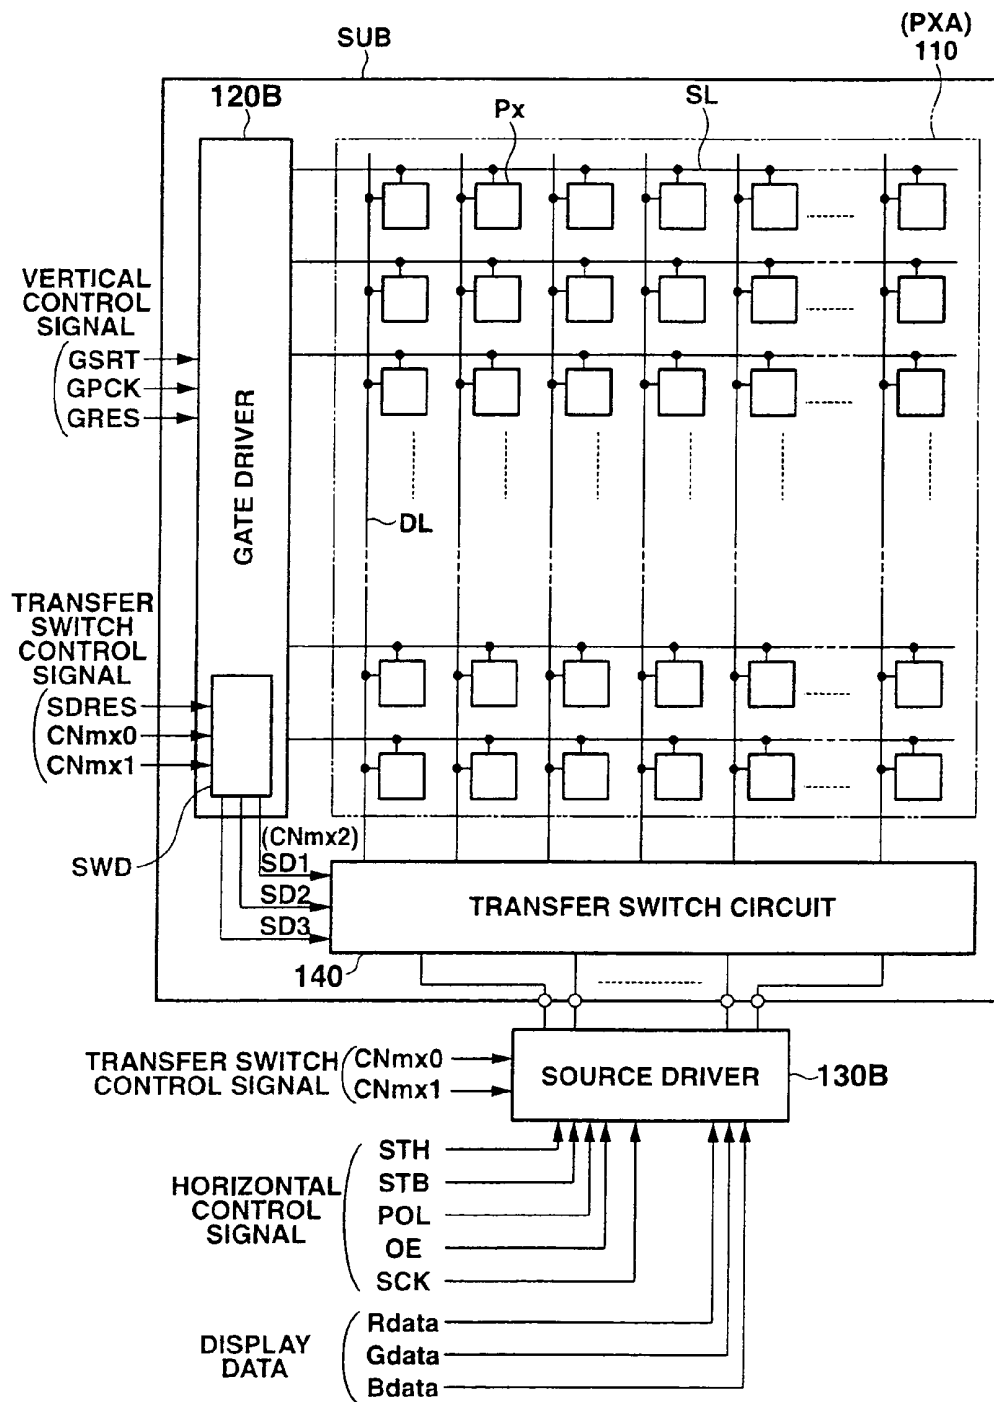 (PXA)
110
SUB
120B
Px
SL
VERTICAL
CONTROL
SIGNAL
GSRT
GPCK
GRES
GATE DRIVER
DL
TRANSFER
SWITCH
CONTROL
SIGNAL
SDRES
CNmx0
CNmx1
SWD
(CNmx2)
SD1
SD2
SD3
TRANSFER SWITCH CIRCUIT
140
TRANSFER SWITCH
CONTROL SIGNAL
CNmx0
CNmx1
SOURCE DRIVER
130B
HORIZONTAL
CONTROL
SIGNAL
STH
STB
POL
OE
SCK
DISPLAY
DATA
Rdata
Gdata
Bdata